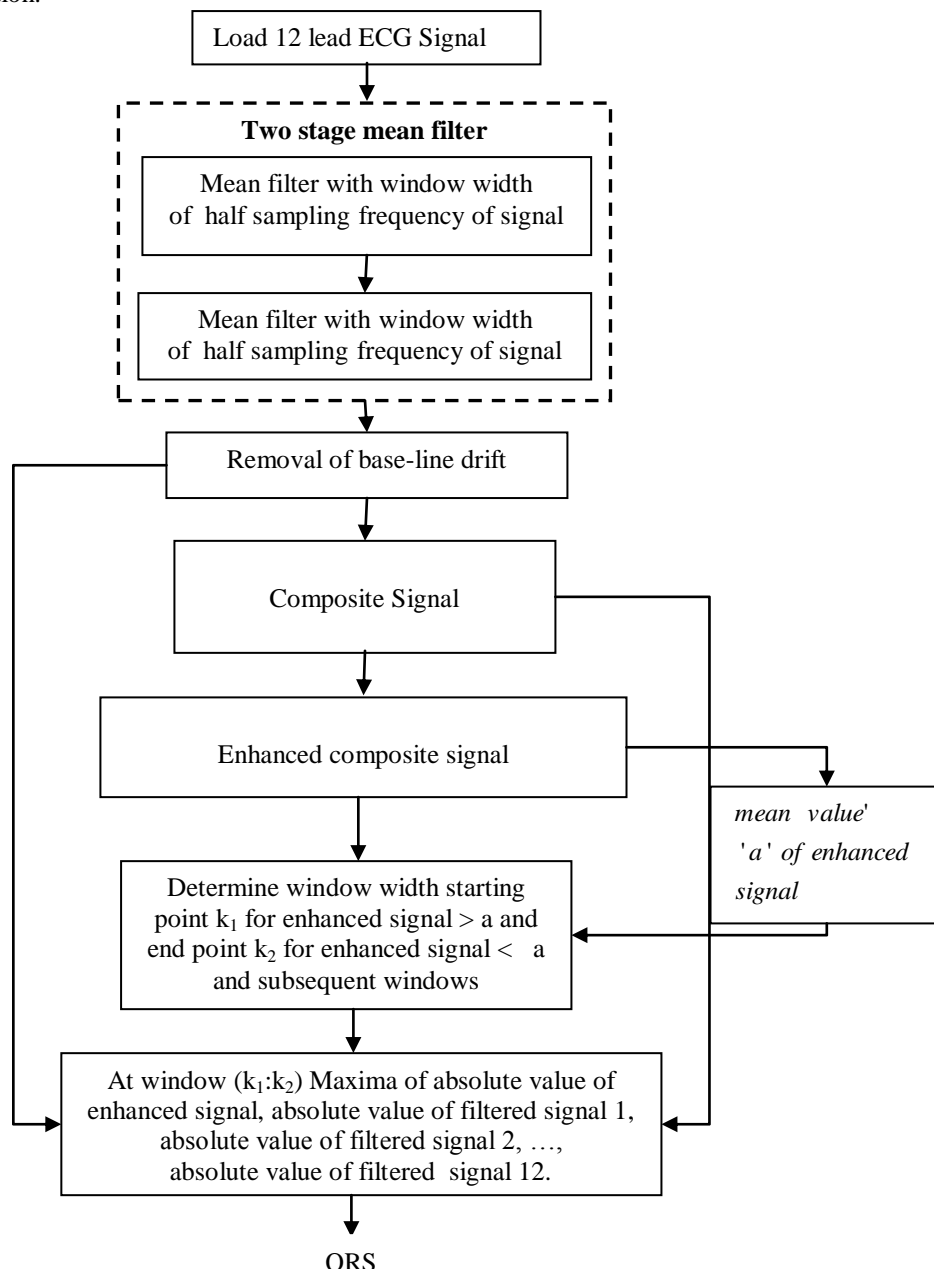 Load 12 lead ECG Signal
Two stage mean filter
Mean filter with window width
of half sampling frequency of signal
Mean filter with window width
of half sampling frequency of signal
Removal of base-line drift
Composite Signal
Enhanced composite signal
mean value'
'a' of enhanced
signal
Determine window width starting
point k₁ for enhanced signal > a and
end point k₂ for enhanced signal < a
and subsequent windows
At window (k₁:k₂) Maxima of absolute value of
enhanced signal, absolute value of filtered signal 1,
absolute value of filtered signal 2, …,
absolute value of filtered signal 12.
QRS